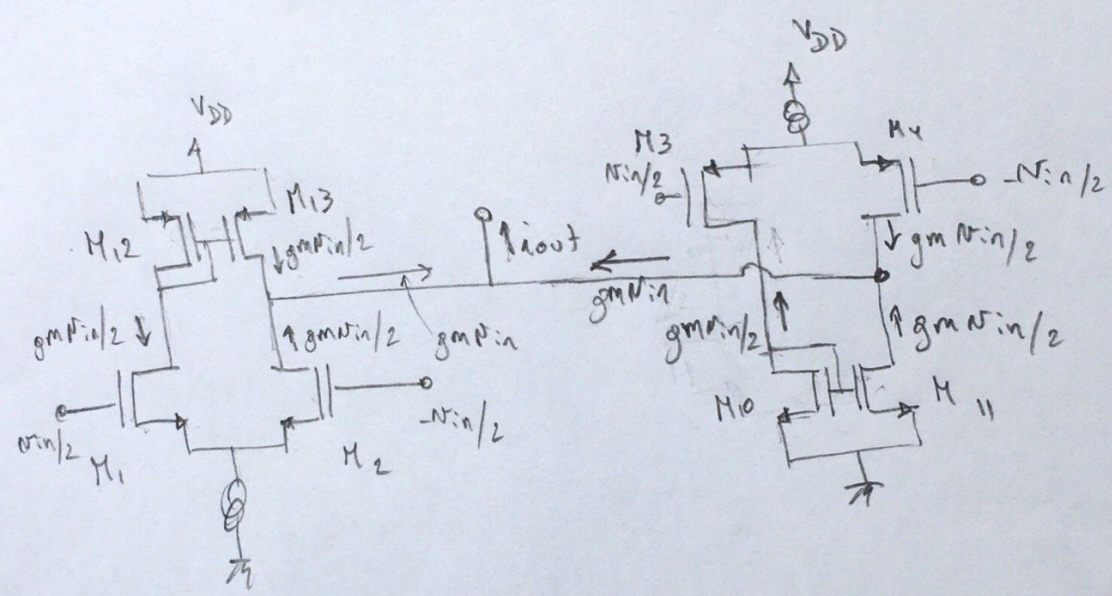 VDD
M12
M13
gmvin/2
gmvin/2
gmvin/2
gmvin
vin/2
M1
-vin/2
M2
iout
gmvin
VDD
M3
vin/2
M4
-vin/2
gmvin/2
gmvin/2
gmvin/2
M10
M11